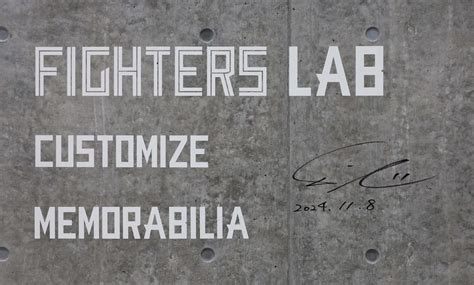 FIGHTERS LAB
CUSTOMIZE
MEMORABILIA
2024.11.8